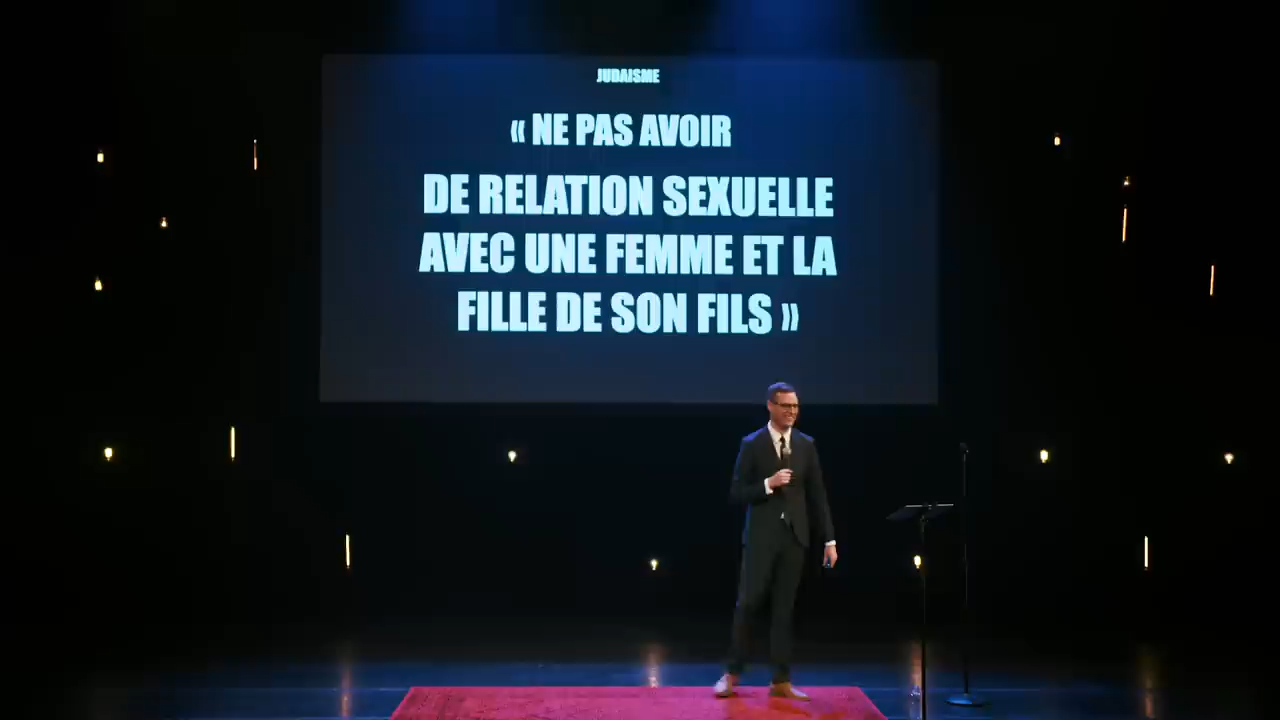 JUDAISME
« NE PAS AVOIR
DE RELATION SEXUELLE
AVEC UNE FEMME ET LA
FILLE DE SON FILS »